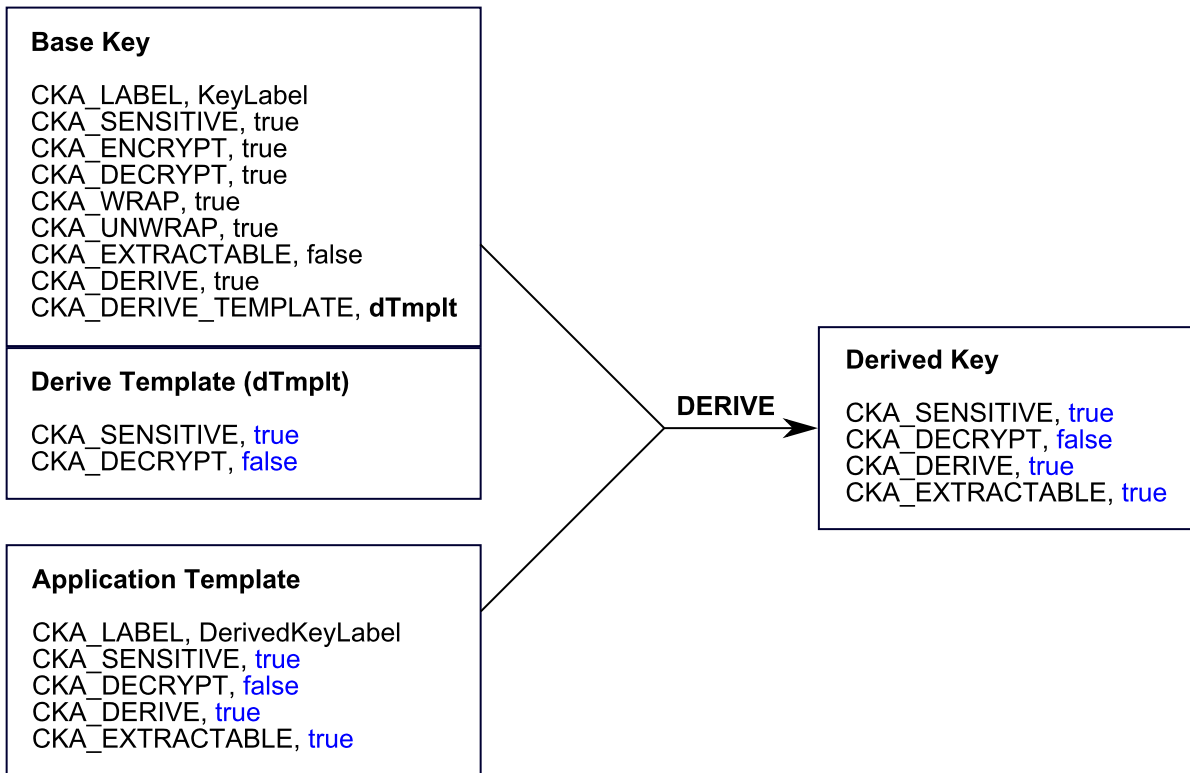 Base Key
CKA_LABEL, KeyLabel
CKA_SENSITIVE, true
CKA_ENCRYPT, true
CKA_DECRYPT, true
CKA_WRAP, true
CKA_UNWRAP, true
CKA_EXTRACTABLE, false
CKA_DERIVE, true
CKA_DERIVE_TEMPLATE, dTmplt
Derive Template (dTmplt)
CKA_SENSITIVE, true
CKA_DECRYPT, false
Application Template
CKA_LABEL, DerivedKeyLabel
CKA_SENSITIVE, true
CKA_DECRYPT, false
CKA_DERIVE, true
CKA_EXTRACTABLE, true
DERIVE
Derived Key
CKA_SENSITIVE, true
CKA_DECRYPT, false
CKA_DERIVE, true
CKA_EXTRACTABLE, true